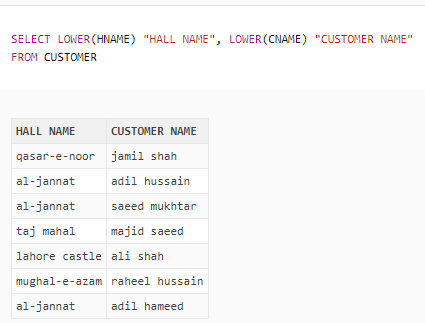 SELECT LOWER(HNAME) "HALL NAME", LOWER(CNAME) "CUSTOMER NAME"
FROM CUSTOMER
HALL NAME CUSTOMER NAME
qasar-e-noor jamil shah
al-jannat adil hussain
al-jannat saeed mukhtar
taj mahal majid saeed
lahore castle ali shah
mughal-e-azam raheel hussain
al-jannat adil hameed